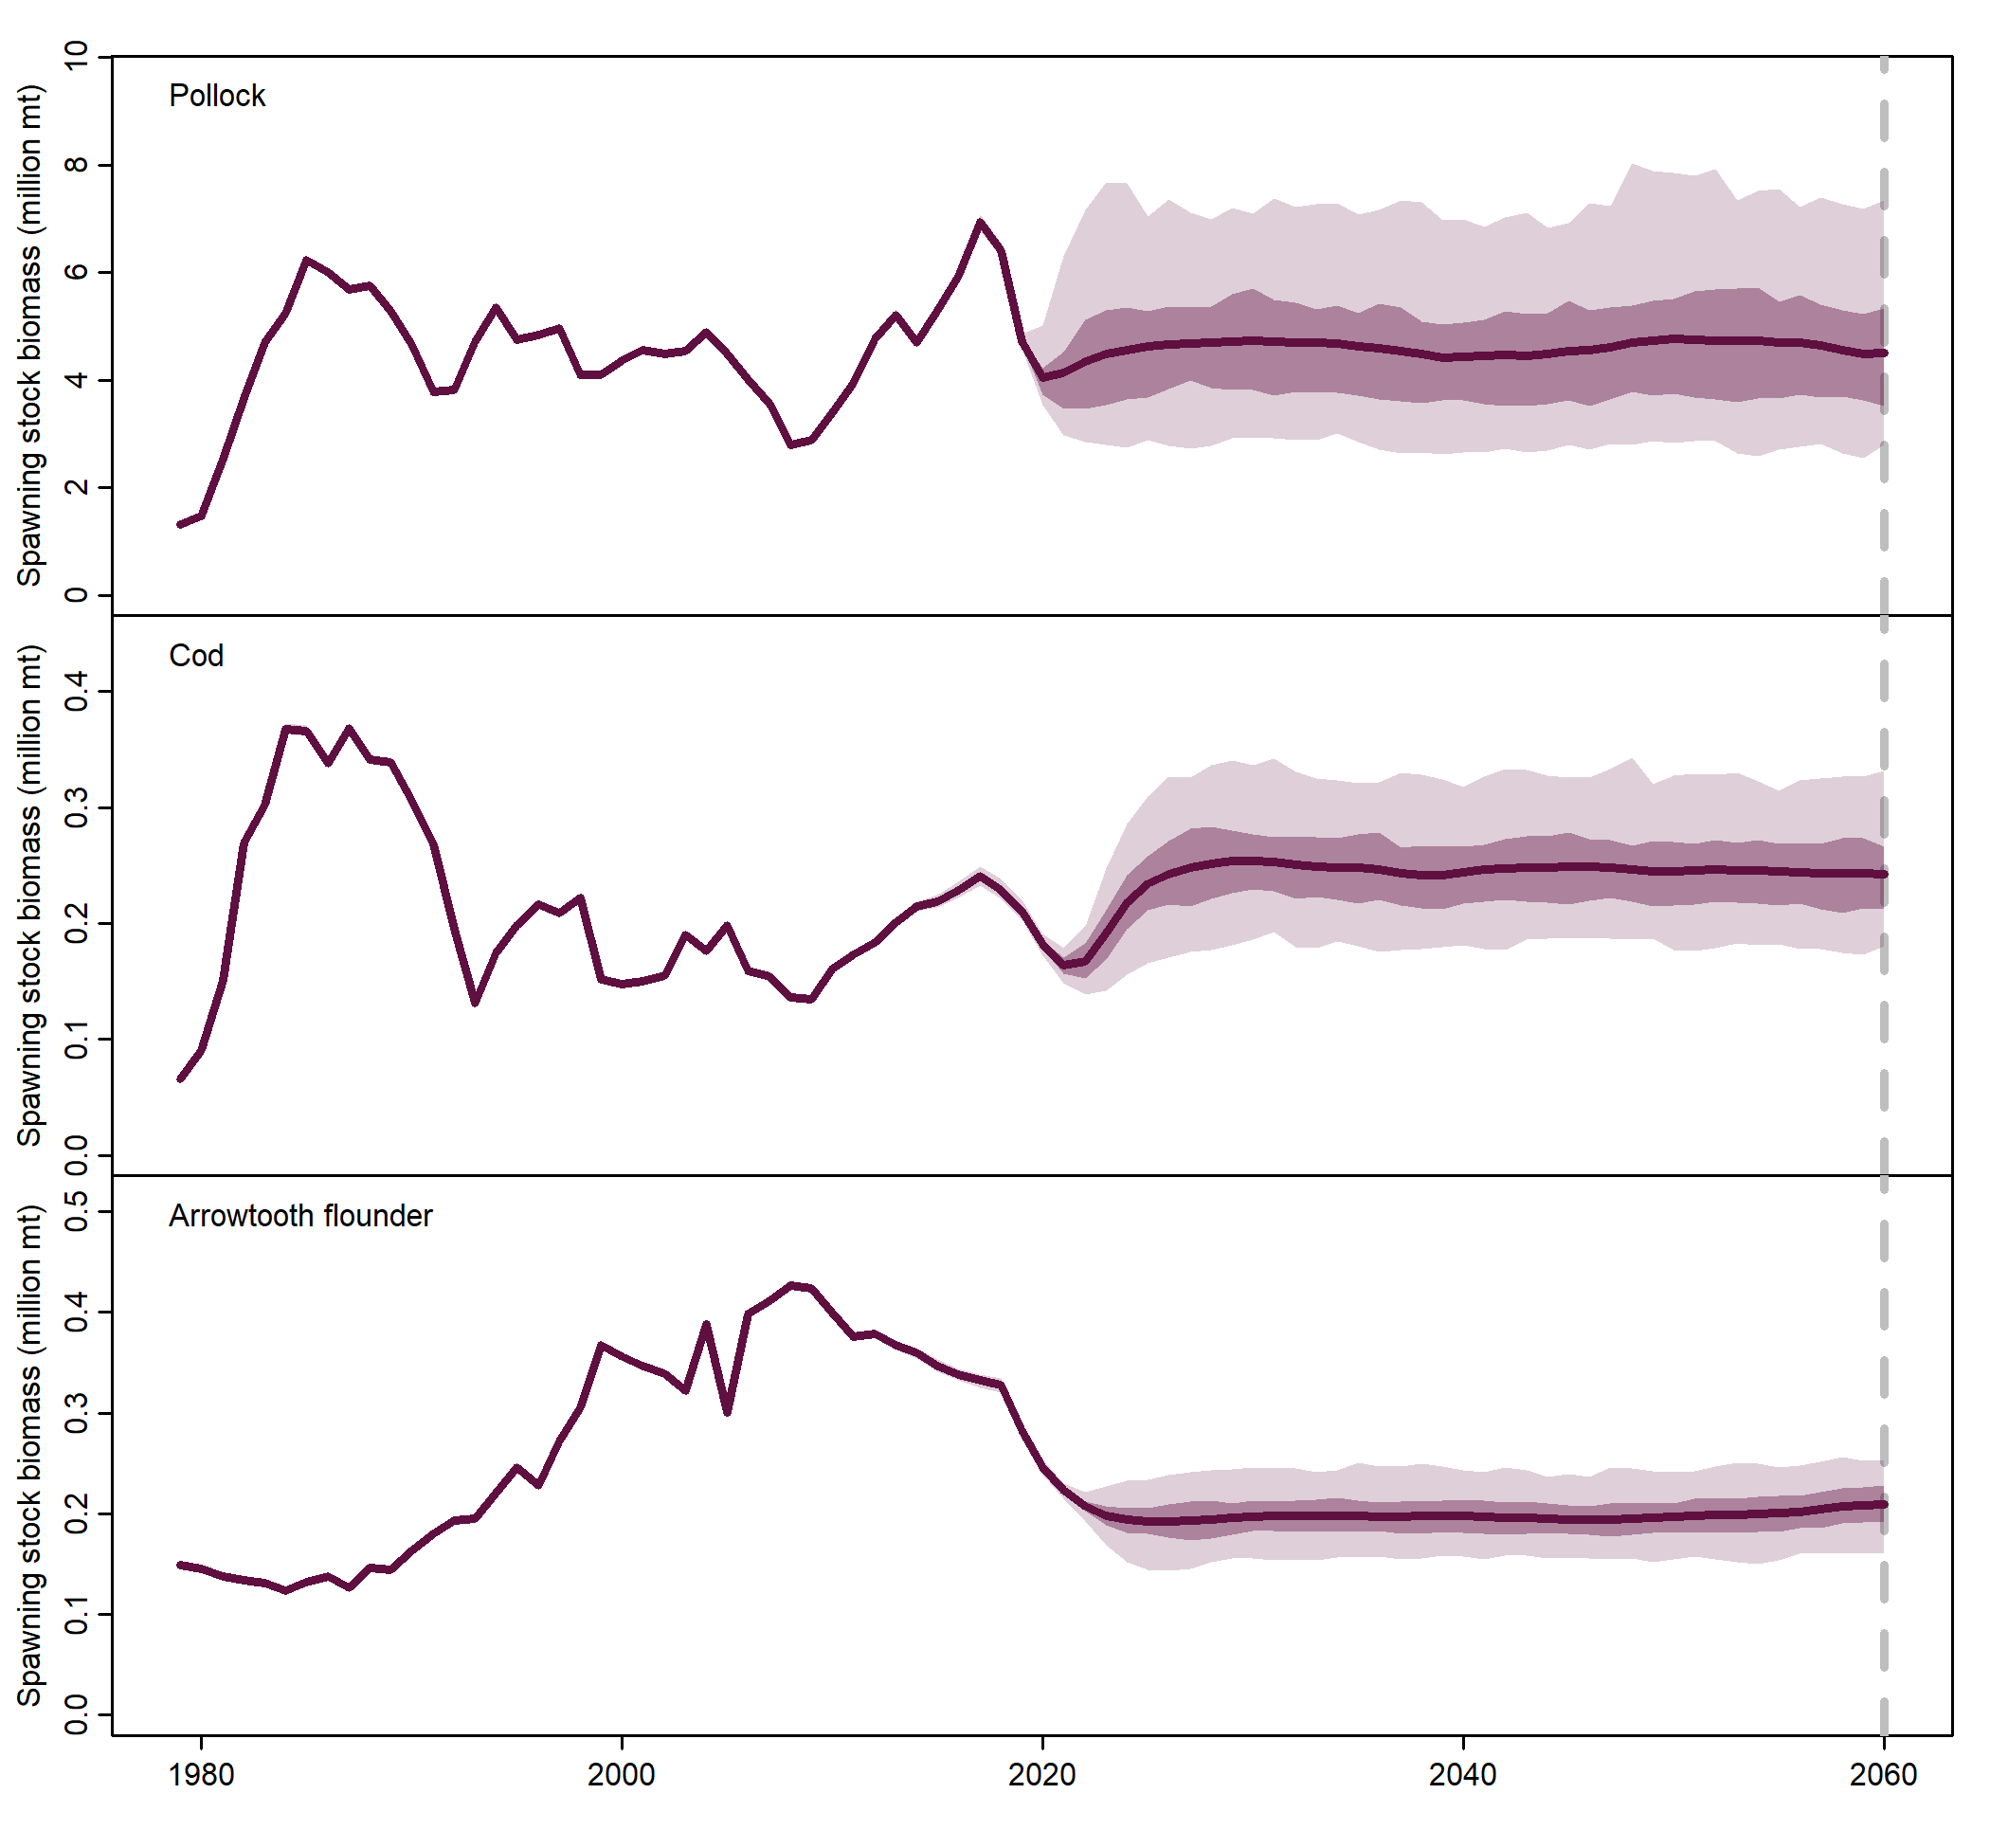 Pollock
Spawning stock biomass (million mt)
10
8
6
4
2
0
Cod
Spawning stock biomass (million mt)
0.4
0.3
0.2
0.1
0.0
Arrowtooth flounder
Spawning stock biomass (million mt)
0.5
0.4
0.3
0.2
0.1
0.0
1980 2000 2020 2040 2060